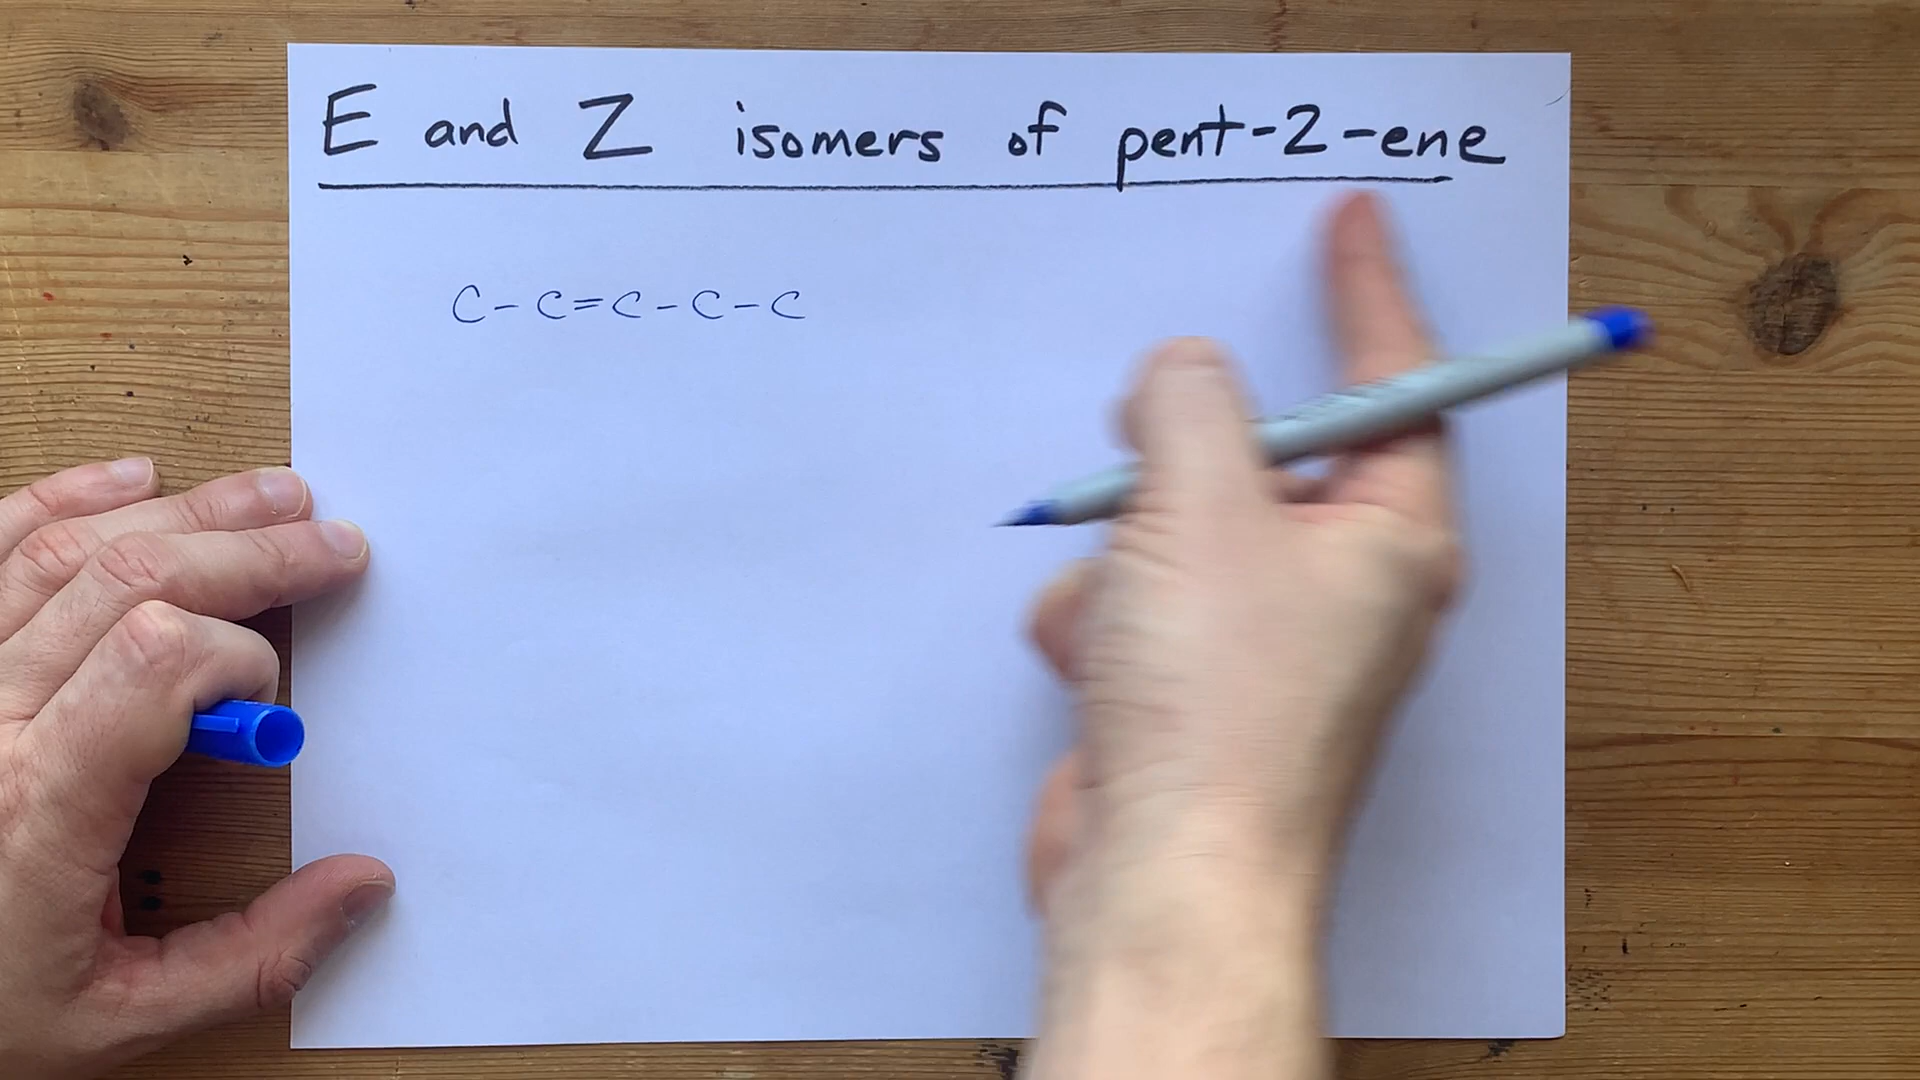 E and Z isomers of pent-2-ene
C-C=C-C-C